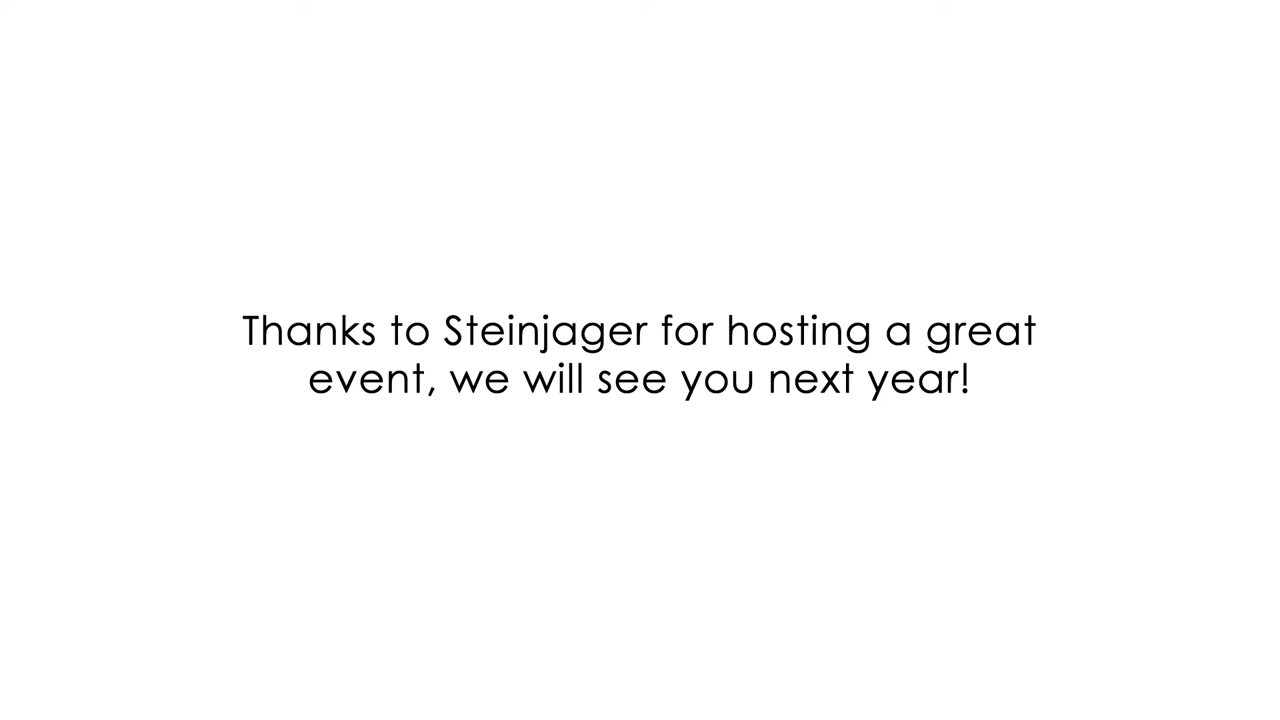 Thanks to Steinjager for hosting a great
event, we will see you next year!